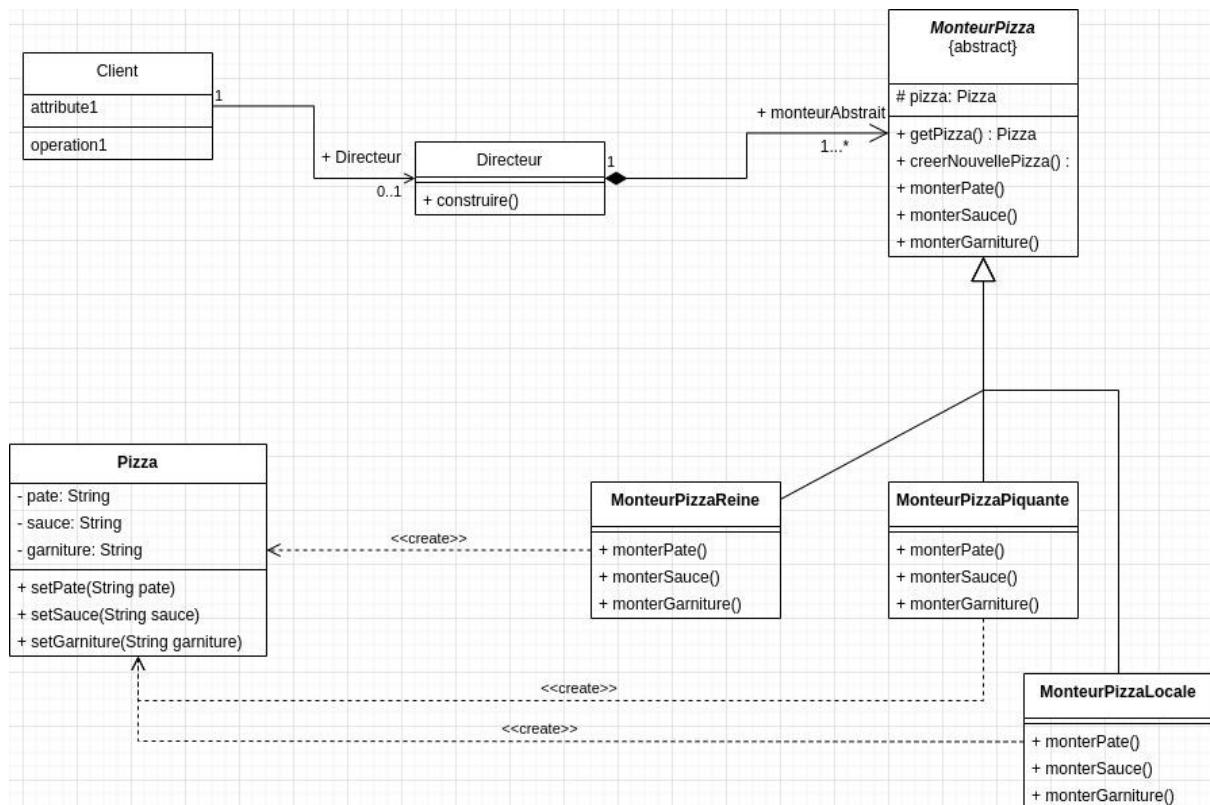 Client
attribute1
operation1
1
+ Directeur
0..1
Directeur
+ construire()
1
+ monteurAbstrait
1...*
MonteurPizza
{abstract}
# pizza: Pizza
+ getPizza() : Pizza
+ creerNouvellePizza() :
+ monterPate()
+ monterSauce()
+ monterGarniture()
Pizza
- pate: String
- sauce: String
- garniture: String
+ setPate(String pate)
+ setSauce(String sauce)
+ setGarniture(String garniture)
<<create>>
MonteurPizzaReine
+ monterPate()
+ monterSauce()
+ monterGarniture()
MonteurPizzaPiquante
+ monterPate()
+ monterSauce()
+ monterGarniture()
<<create>>
<<create>>
MonteurPizzaLocale
+ monterPate()
+ monterSauce()
+ monterGarniture()